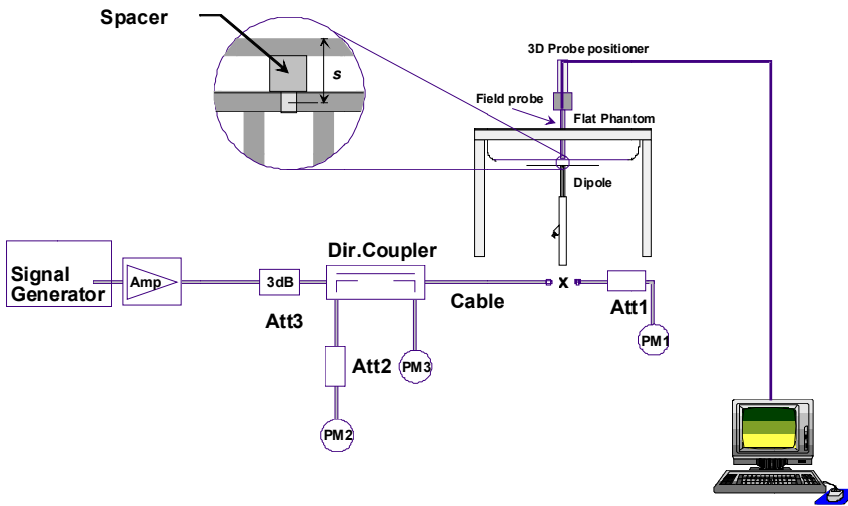 Spacer
s
3D Probe positioner
Field probe
Flat Phantom
Dipole
Dir.Coupler
Signal
Generator
Amp
3dB
Att3
Cable
x
Att1
PM1
Att2
PM3
PM2